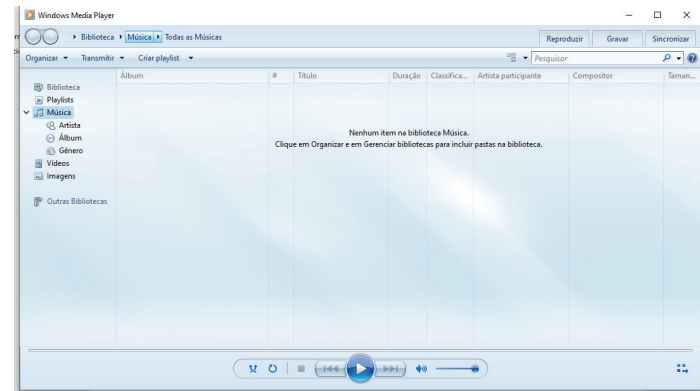 Windows Media Player
Biblioteca Música Todas as Músicas
Reproduzir Gravar Sincronizar
Organizar Transmitir Criar playlist
Pesquisar
Álbum # Título Duração Classifica... Artista participante Compositor Taman...
Biblioteca
Playlists
Música
Artista
Álbum
Gênero
Vídeos
Imagens
Outras Bibliotecas
Nenhum item na biblioteca Música.
Clique em Organizar e em Gerenciar bibliotecas para incluir pastas na biblioteca.